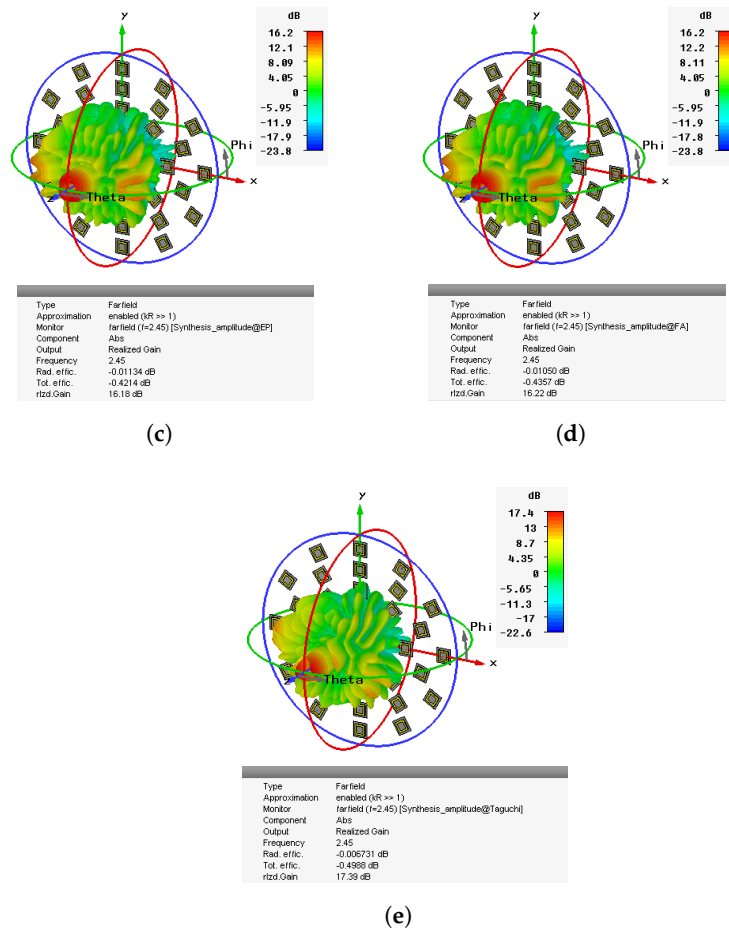 y
dB
16.2
12.1
8.09
4.05
0
-5.95
-11.9
-17.9
-23.8
Phi
x
z
Theta
Type Farfield
Approximation enabled (kR >> 1)
Monitor farfield (f=2.45) [Synthesis_amplitude@EP]
Component Abs
Output Realized Gain
Frequency 2.45
Rad. effic. -0.01134 dB
Tot. effic. -0.4214 dB
rlzd.Gain 16.18 dB
(c)
y
dB
16.2
12.1
8.09
4.05
0
-5.95
-11.9
-17.9
-23.8
Phi
x
z
Theta
Type Farfield
Approximation enabled (kR >> 1)
Monitor farfield (f=2.45) [Synthesis_amplitude@FA]
Component Abs
Output Realized Gain
Frequency 2.45
Rad. effic. -0.01050 dB
Tot. effic. -0.4357 dB
rlzd.Gain 16.22 dB
(d)
y
dB
17.4
13
8.7
4.35
0
-5.65
-11.3
-17
-22.6
Phi
x
z
Theta
Type Farfield
Approximation enabled (kR >> 1)
Monitor farfield (f=2.45) [Synthesis_amplitude@Taguchi]
Component Abs
Output Realized Gain
Frequency 2.45
Rad. effic. -0.006731 dB
Tot. effic. -0.4988 dB
rlzd.Gain 17.39 dB
(e)